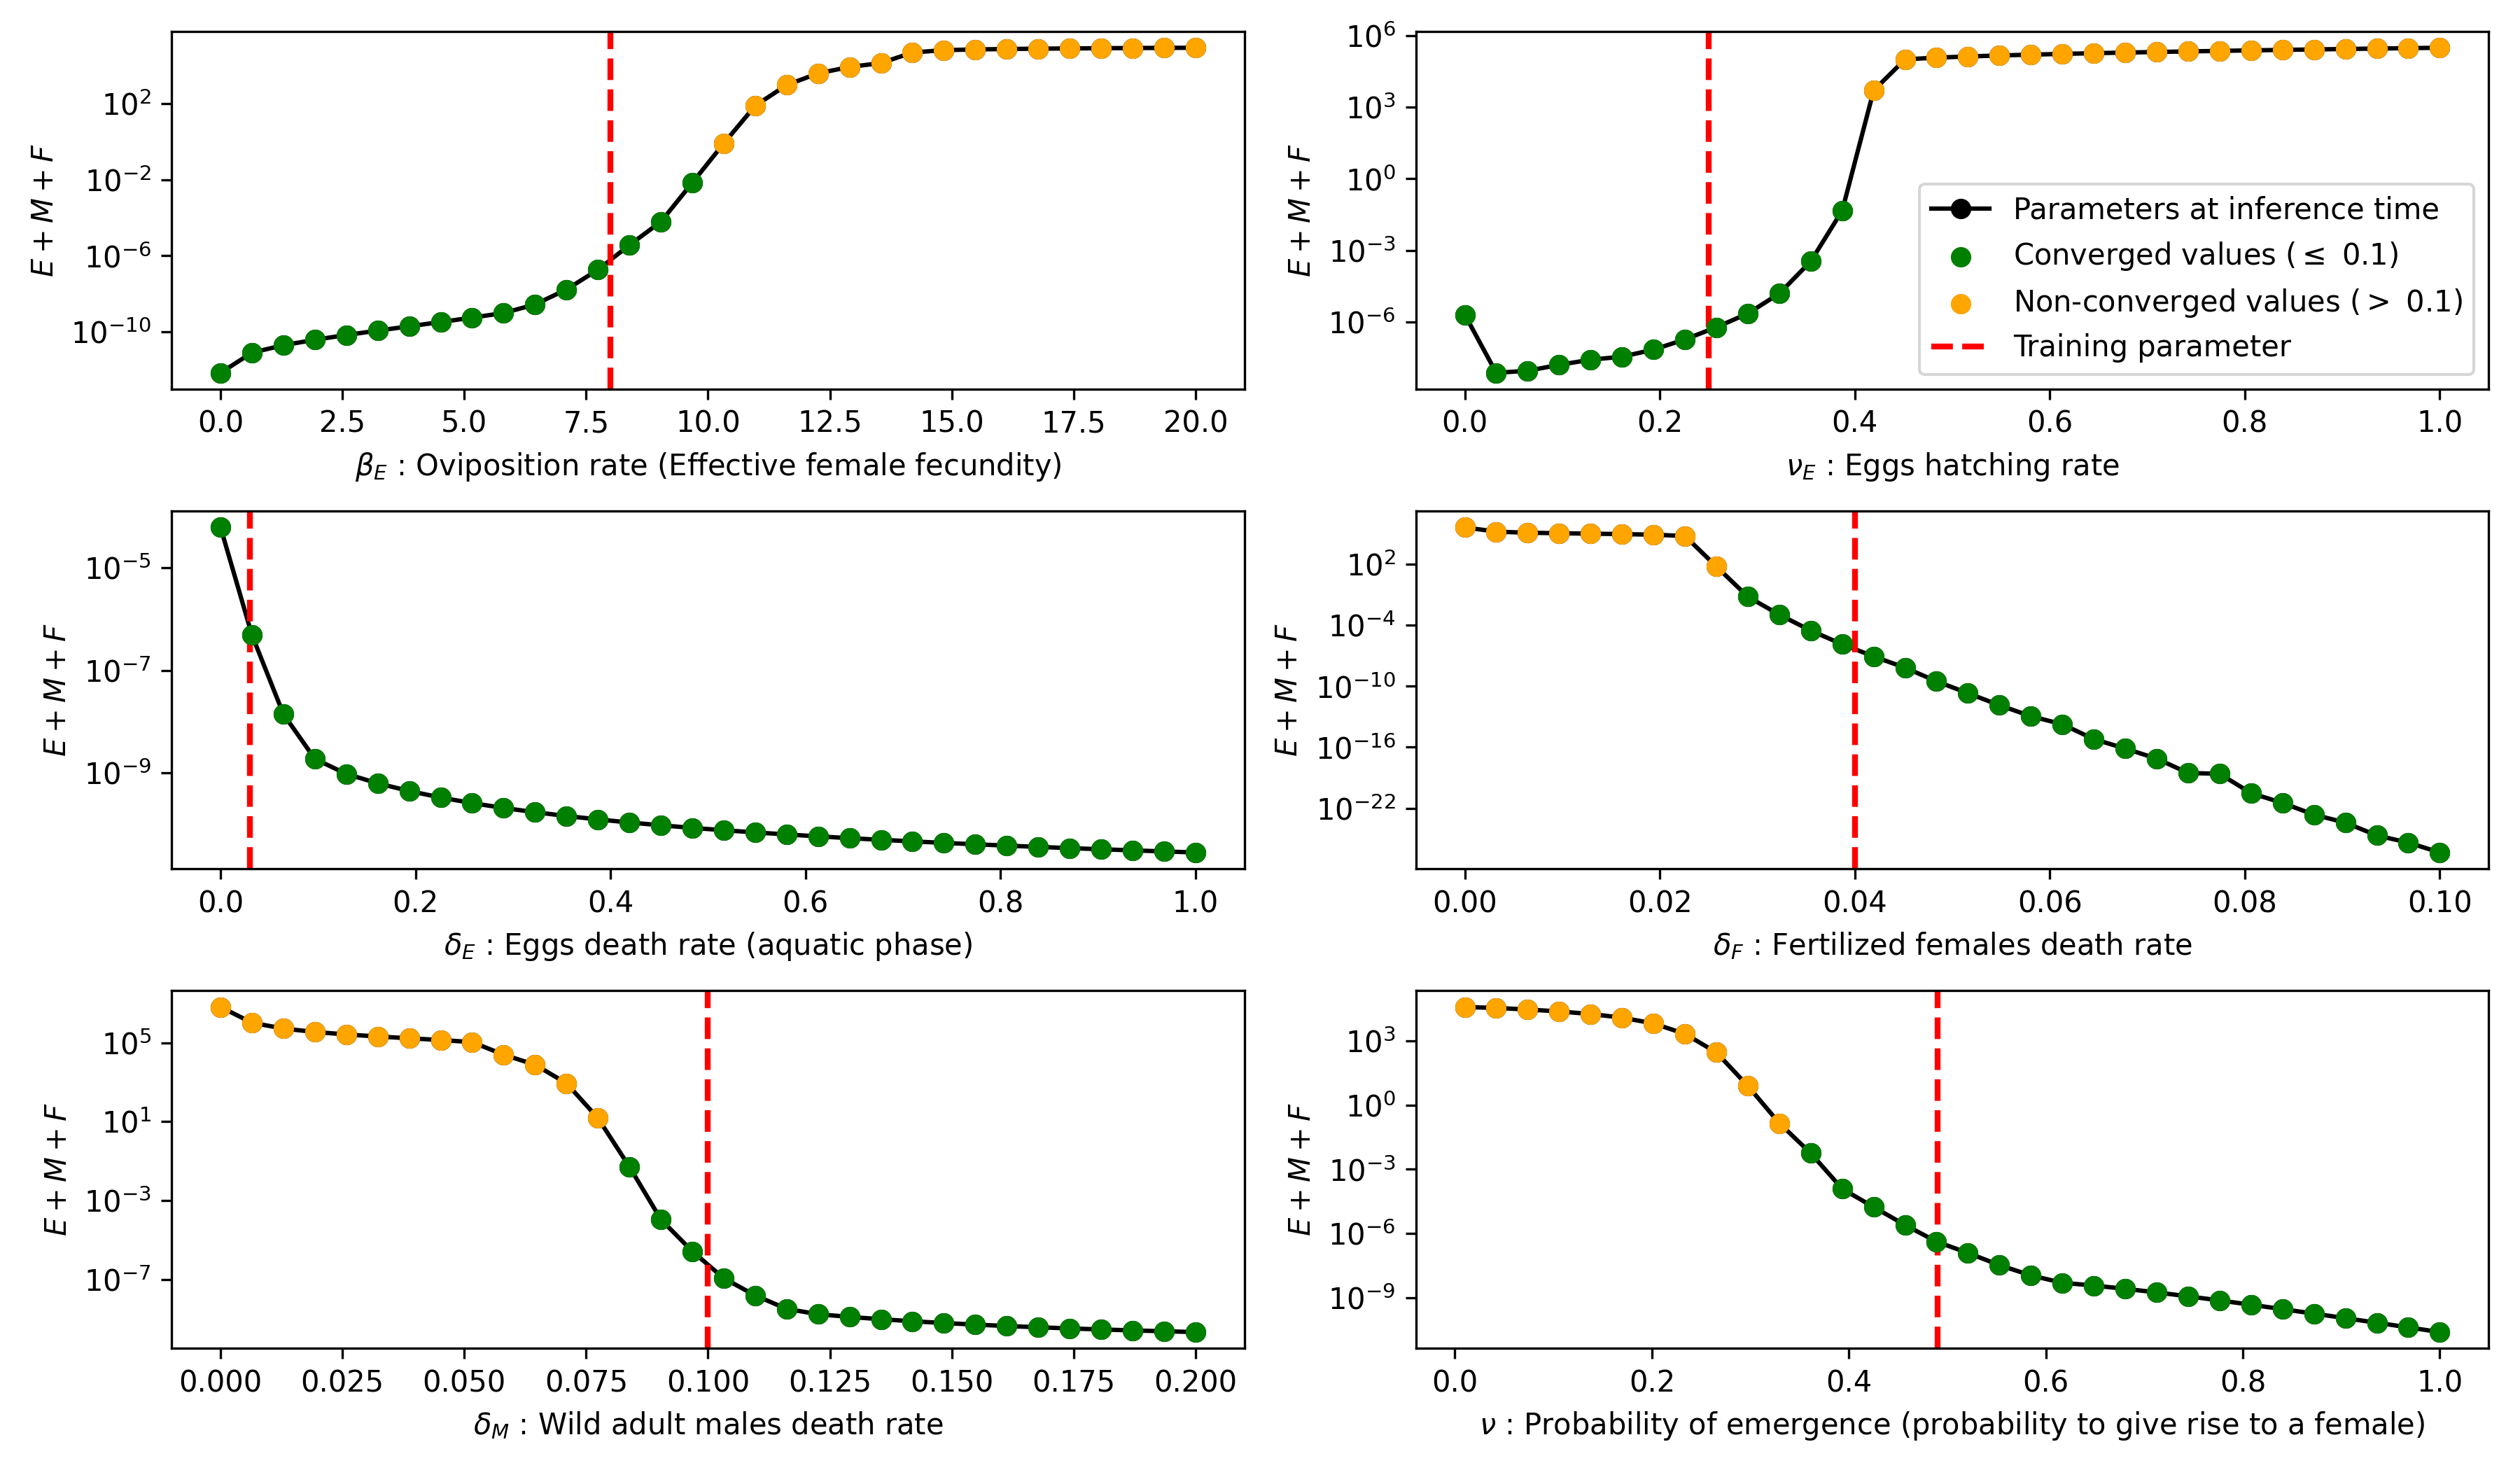 10^2
10^-2
10^-6
10^-10
E + M + F
0.0 2.5 5.0 7.5 10.0 12.5 15.0 17.5 20.0
β_E : Oviposition rate (Effective female fecundity)
10^6
10^3
10^0
10^-3
10^-6
E + M + F
Parameters at inference time
Converged values (≤ 0.1)
Non-converged values (> 0.1)
Training parameter
0.0 0.2 0.4 0.6 0.8 1.0
ν_E : Eggs hatching rate
10^-5
10^-7
10^-9
E + M + F
0.0 0.2 0.4 0.6 0.8 1.0
δ_E : Eggs death rate (aquatic phase)
10^2
10^-4
10^-10
10^-16
10^-22
E + M + F
0.00 0.02 0.04 0.06 0.08 0.10
δ_F : Fertilized females death rate
10^5
10^1
10^-3
10^-7
E + M + F
0.000 0.025 0.050 0.075 0.100 0.125 0.150 0.175 0.200
δ_M : Wild adult males death rate
10^3
10^0
10^-3
10^-6
10^-9
E + M + F
0.0 0.2 0.4 0.6 0.8 1.0
ν : Probability of emergence (probability to give rise to a female)